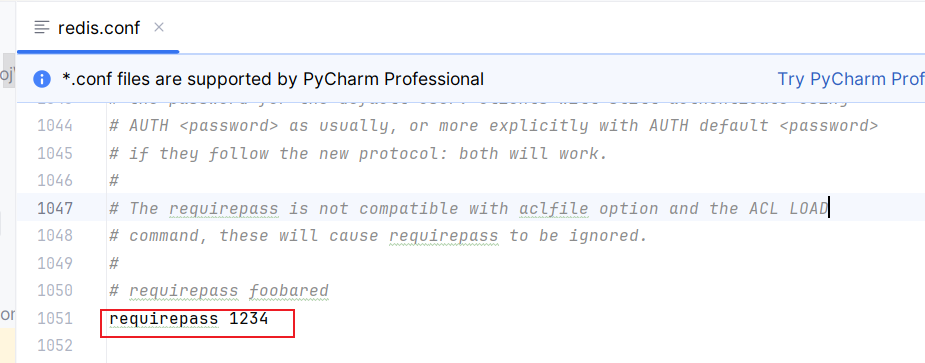 redis.conf
*.conf files are supported by PyCharm Professional
Try PyCharm Prof
1044 # AUTH <password> as usually, or more explicitly with AUTH default <password>
1045 # if they follow the new protocol: both will work.
1046 #
1047 # The requirepass is not compatible with aclfile option and the ACL LOAD
1048 # command, these will cause requirepass to be ignored.
1049 #
1050 # requirepass foobared
1051 requirepass 1234
1052